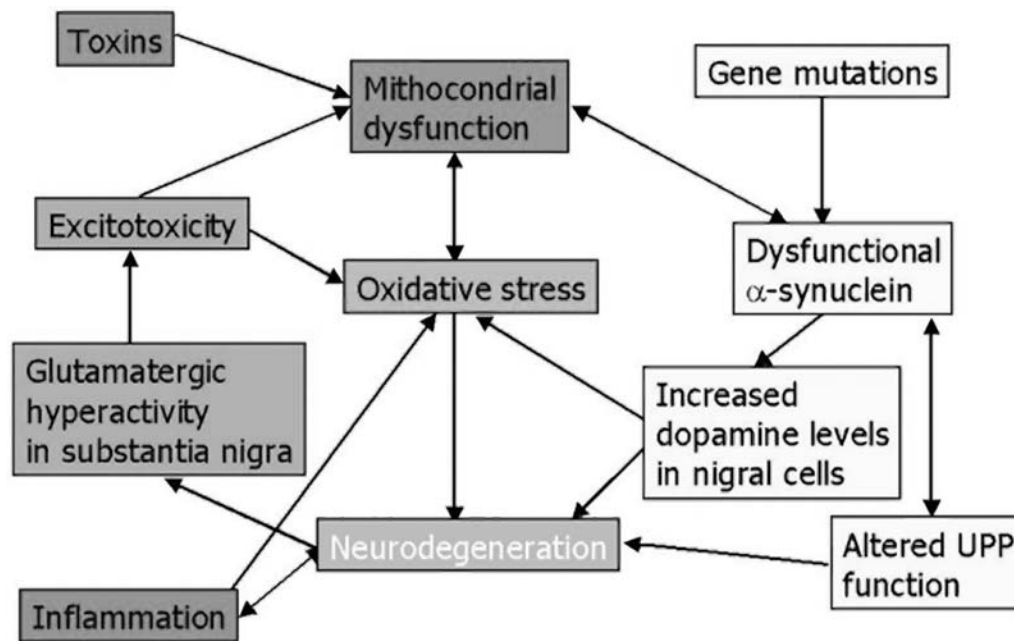 Toxins
Mithocondrial
dysfunction
Gene mutations
Excitotoxicity
Dysfunctional
α-synuclein
Oxidative stress
Glutamatergic
hyperactivity
in substantia nigra
Increased
dopamine levels
in nigral cells
Neurodegeneration
Altered UPP
function
Inflammation